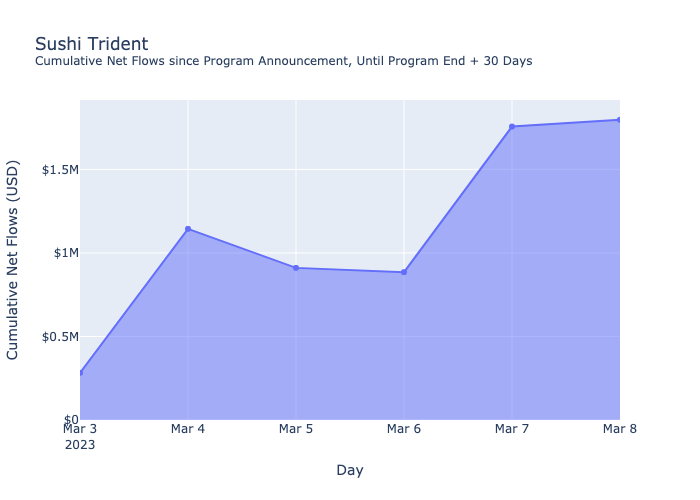 Sushi Trident
Cumulative Net Flows since Program Announcement, Until Program End + 30 Days
Cumulative Net Flows (USD)
$1.5M
$1M
$0.5M
$0
Mar 3 Mar 4 Mar 5 Mar 6 Mar 7 Mar 8
2023
Day